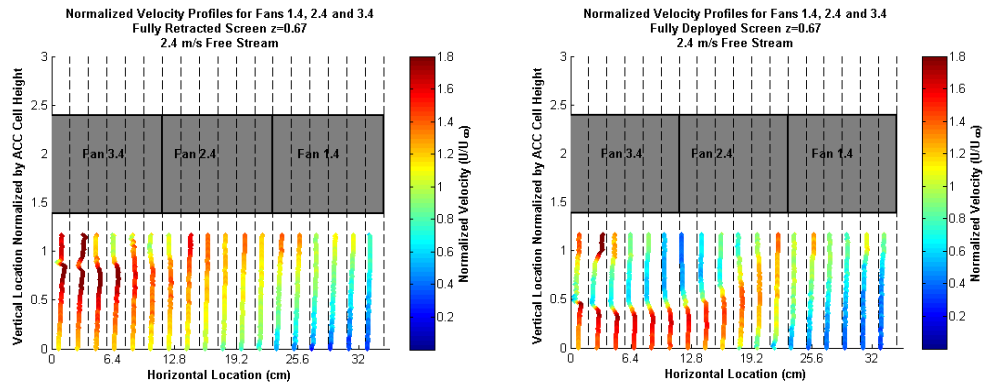 Normalized Velocity Profiles for Fans 1.4, 2.4 and 3.4
Fully Retracted Screen z=0.67
2.4 m/s Free Stream
Vertical Location Normalized by ACC Cell Height
3
2.5
2
1.5
1
0.5
0
Fan 3.4
Fan 2.4
Fan 1.4
0
6.4
12.8
19.2
25.6
32
Horizontal Location (cm)
1.8
1.6
1.4
1.2
1
0.8
0.6
0.4
0.2
Normalized Velocity (U/U∞)
Normalized Velocity Profiles for Fans 1.4, 2.4 and 3.4
Fully Deployed Screen z=0.67
2.4 m/s Free Stream
Vertical Location Normalized by ACC Cell Height
3
2.5
2
1.5
1
0.5
0
Fan 3.4
Fan 2.4
Fan 1.4
0
6.4
12.8
19.2
25.6
32
Horizontal Location (cm)
1.8
1.6
1.4
1.2
1
0.8
0.6
0.4
0.2
Normalized Velocity (U/U∞)